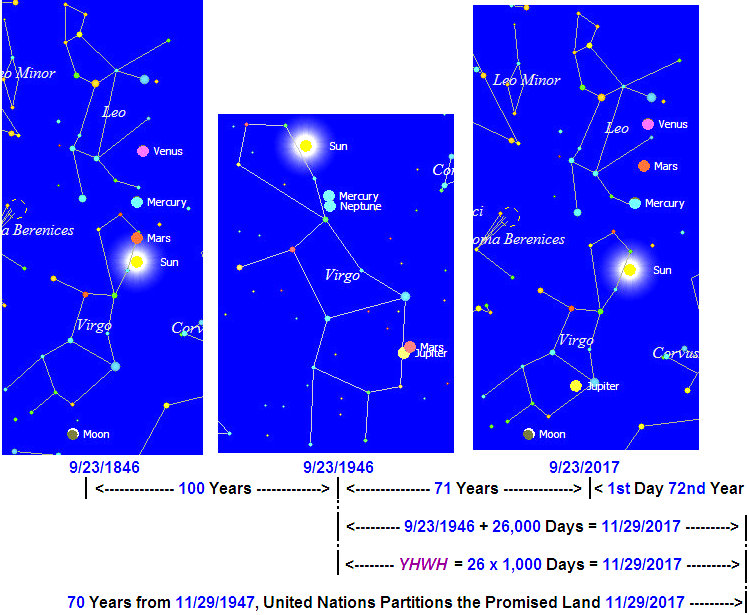 eo Minor
Leo
Venus
Mercury
a Berenices
Mars
Sun
Virgo
Corv
Moon
Sun
Co
Mercury
Neptune
Virgo
Mars
Jupiter
Leo Minor
Leo
Venus
Mars
Mercury
ci
oma Berenices
Sun
Virgo
Corvus
Jupiter
Moon
9/23/1846
9/23/1946
9/23/2017
<-------------- 100 Years ------------->
<-------------- 71 Years ------------->
< 1st Day 72nd Year
<-------- 9/23/1946 + 26,000 Days = 11/29/2017 -------->
<-------- YHWH = 26 x 1,000 Days = 11/29/2017 -------->
70 Years from 11/29/1947, United Nations Partitions the Promised Land 11/29/2017 -------->